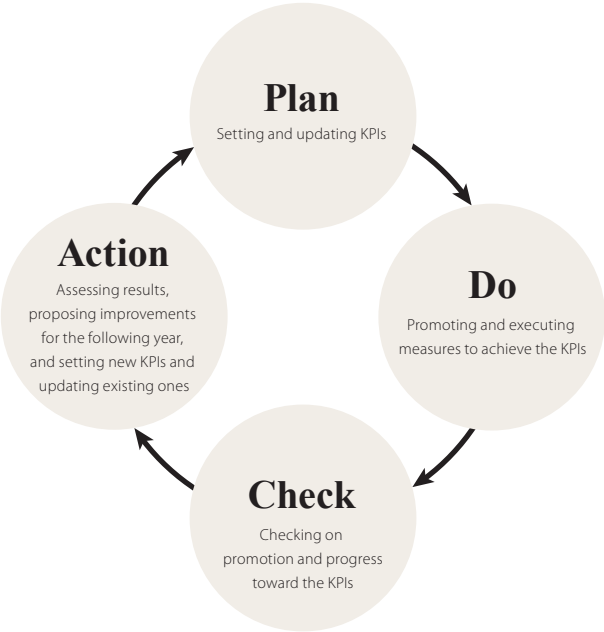 Plan
Setting and updating KPIs
Do
Promoting and executing
measures to achieve the KPIs
Check
Checking on
promotion and progress
toward the KPIs
Action
Assessing results,
proposing improvements
for the following year,
and setting new KPIs and
updating existing ones